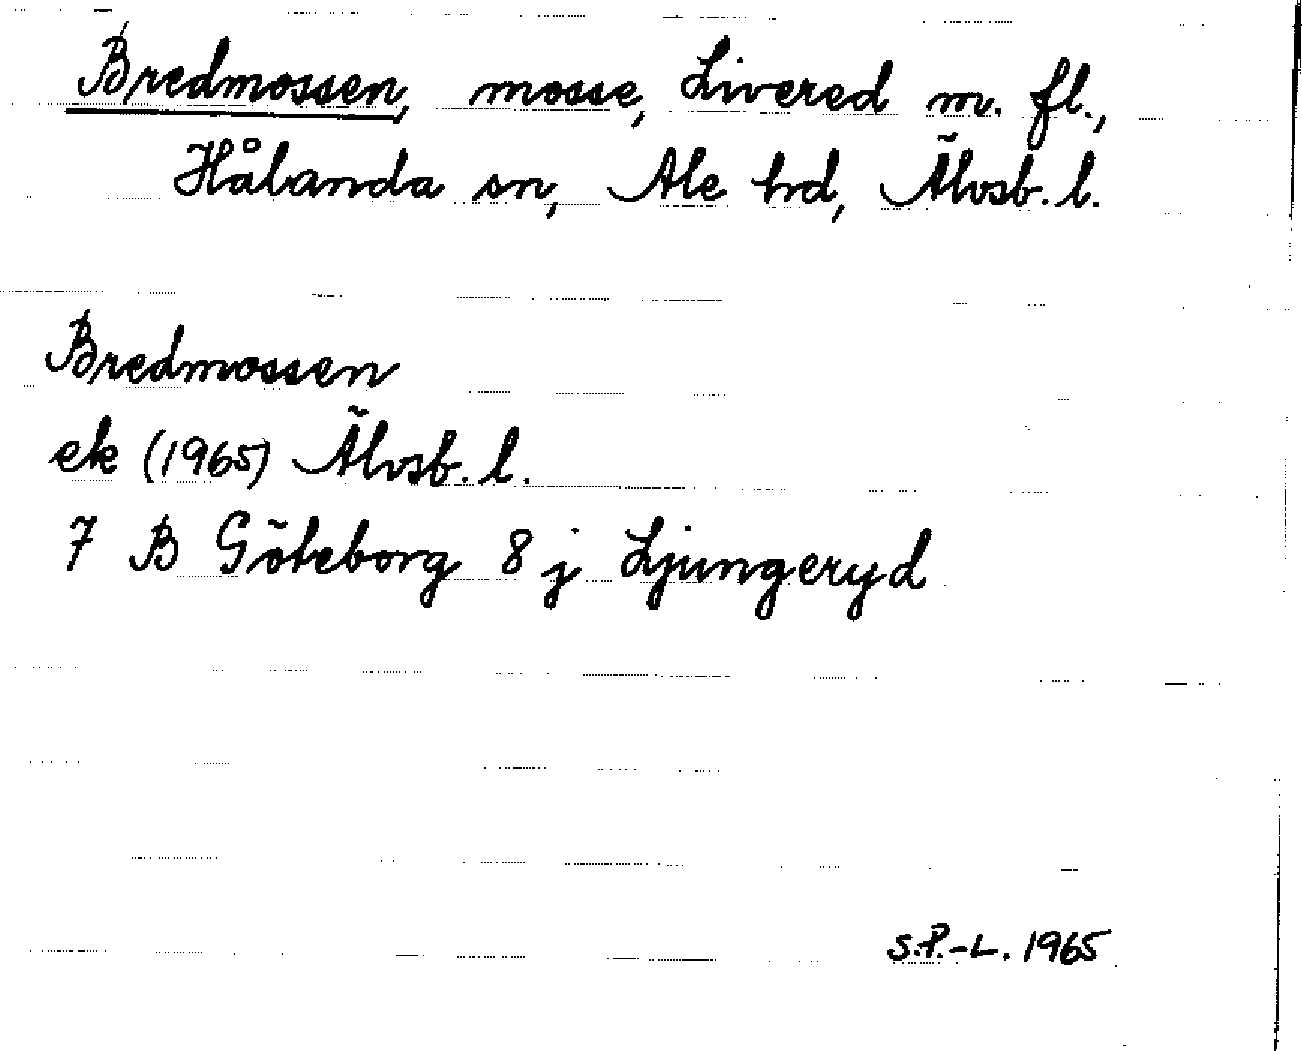 Bredmossen, mosse, Livered m. fl.,
Hålanda sn, Ale hd, Älvsb. l.
Bredmossen
ek (1965) Älvsb. l.
7 B Göteborg 8 j Ljungeryd
S.P.-L. 1965